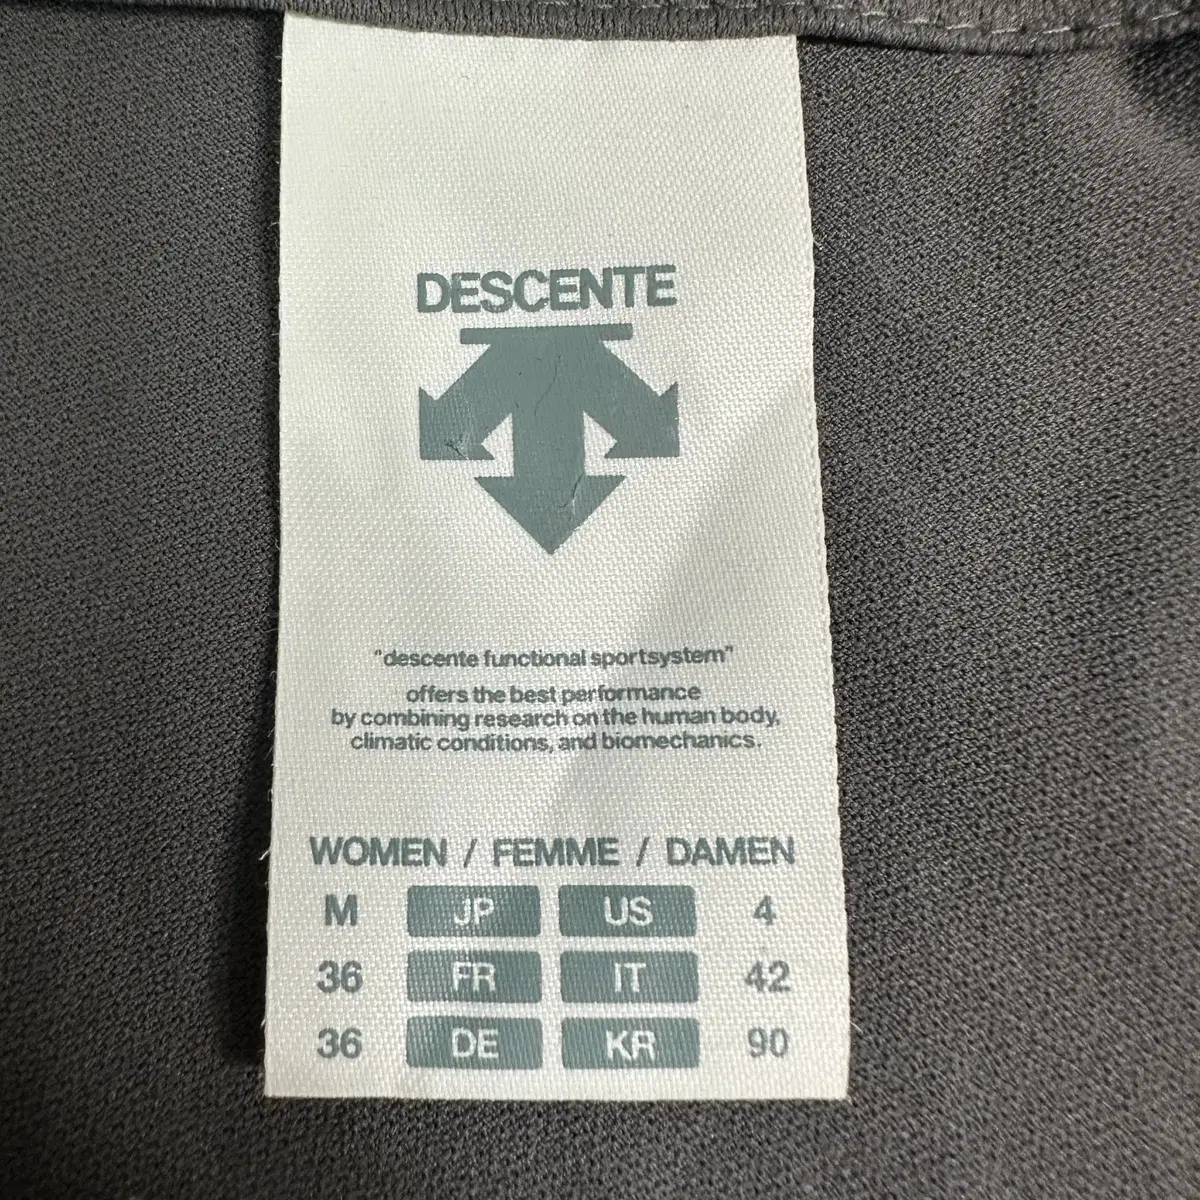 DESCENTE
"descente functional sportsystem"
offers the best performance
by combining research on the human body,
climatic conditions, and biomechanics.
WOMEN / FEMME / DAMEN
M JP US 4
36 FR IT 42
36 DE KR 90